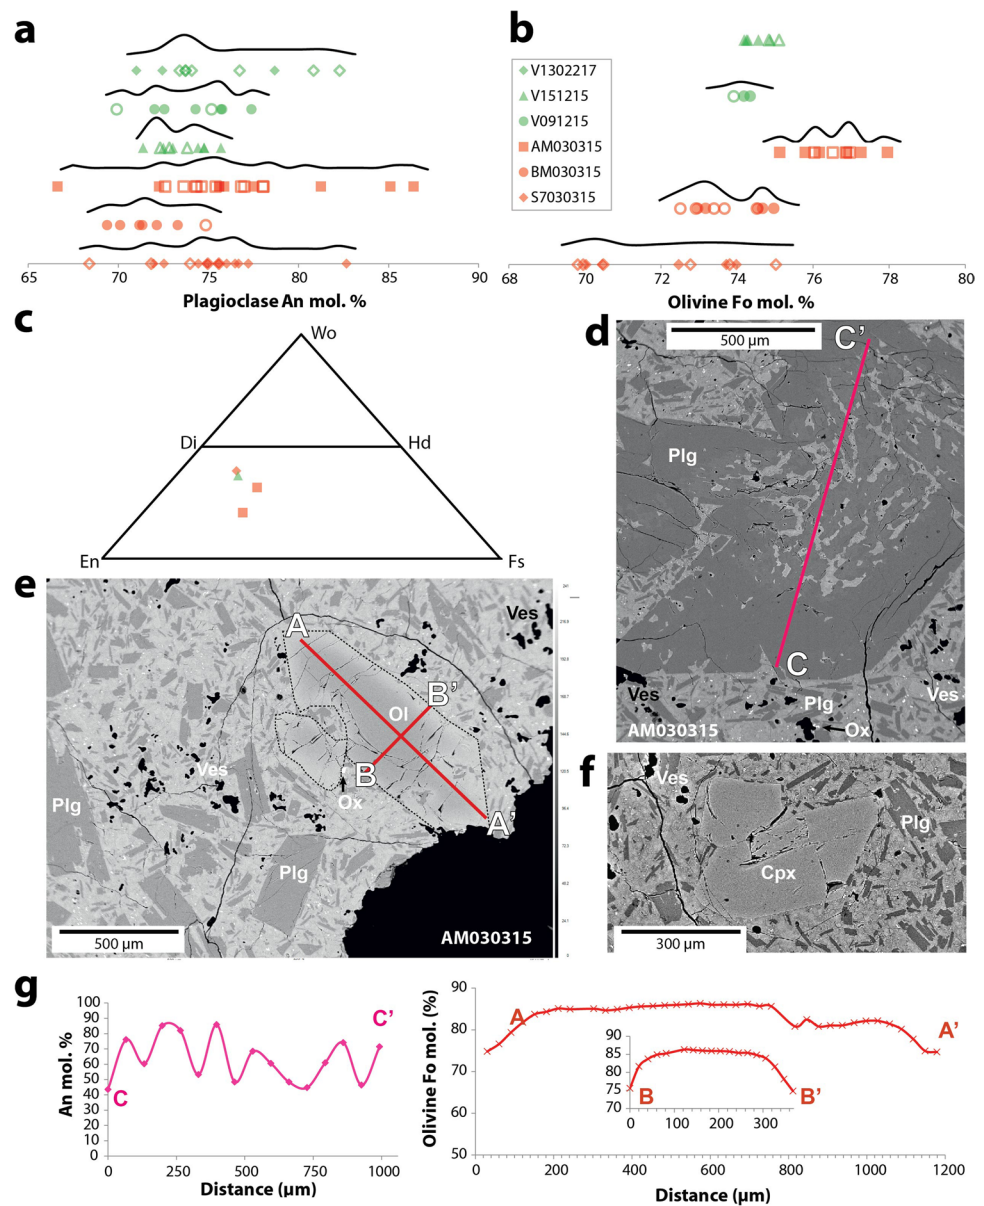 a
65
70
75
80
85
90
Plagioclase An mol. %
b
V1302217
V151215
V091215
AM030315
BM030315
S7030315
68
70
72
74
76
78
80
Olivine Fo mol. %
c
Wo
Di
Hd
En
Fs
d
500 µm
C'
Plg
C
Ves
Plg
Ves
AM030315
Ox
e
Ves
A
B'
Ol
Ves
B
Plg
Ox
A'
Plg
500 µm
AM030315
f
Ves
Plg
Cpx
300 µm
g
An mol. %
100
90
80
70
60
50
40
30
20
10
0
C
C'
0
250
500
750
1000
Distance (µm)
Olivine Fo mol. (%)
90
80
70
60
50
A
A'
85
80
75
70
B
B'
0
100
200
300
0
200
400
600
800
1000
1200
Distance (µm)